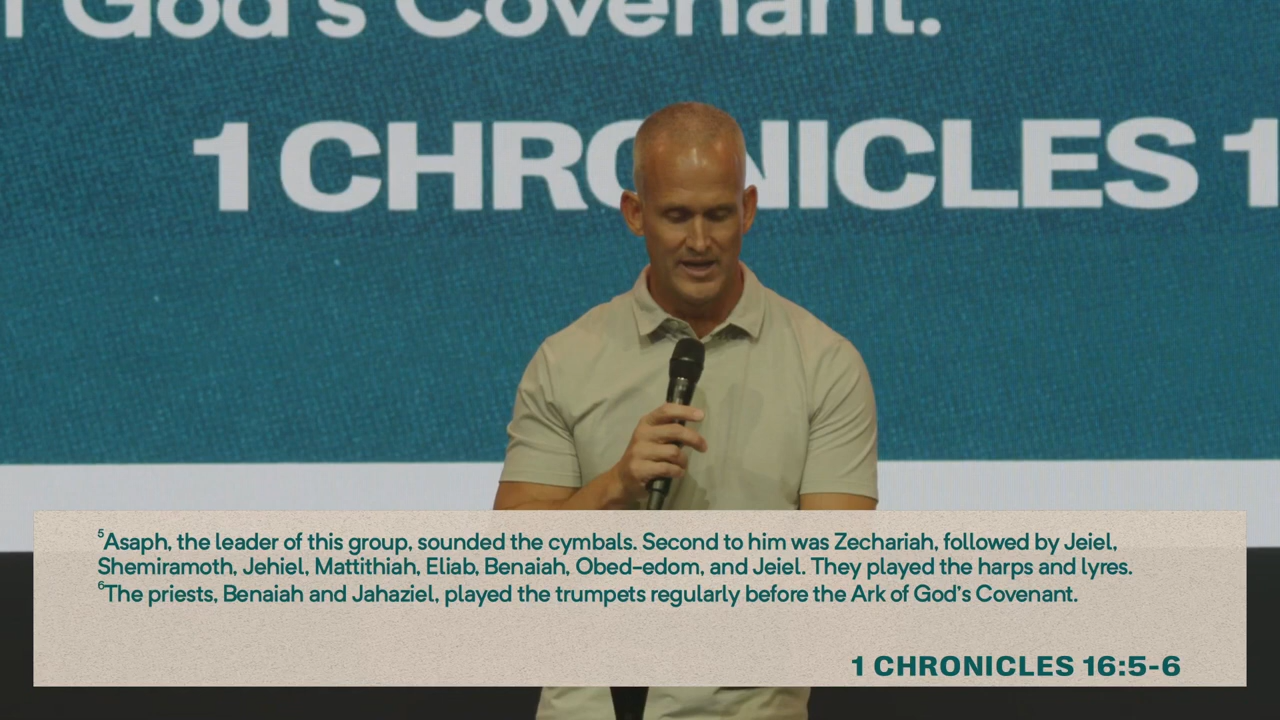 God's Covenant.
1 CHRONICLES 1
⁵Asaph, the leader of this group, sounded the cymbals. Second to him was Zechariah, followed by Jeiel,
Shemiramoth, Jehiel, Mattithiah, Eliab, Benaiah, Obed-edom, and Jeiel. They played the harps and lyres.
⁶The priests, Benaiah and Jahaziel, played the trumpets regularly before the Ark of God's Covenant.
1 CHRONICLES 16:5-6